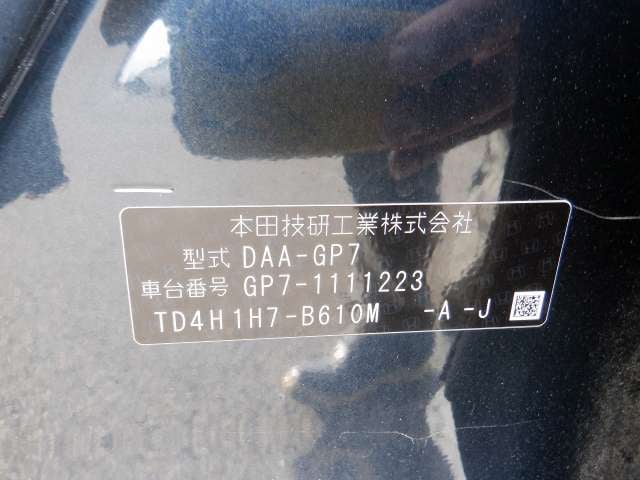 本田技研工業株式会社
型式 DAA-GP7
車台番号 GP7-1111223
TD4H1H7-B610M -A-J